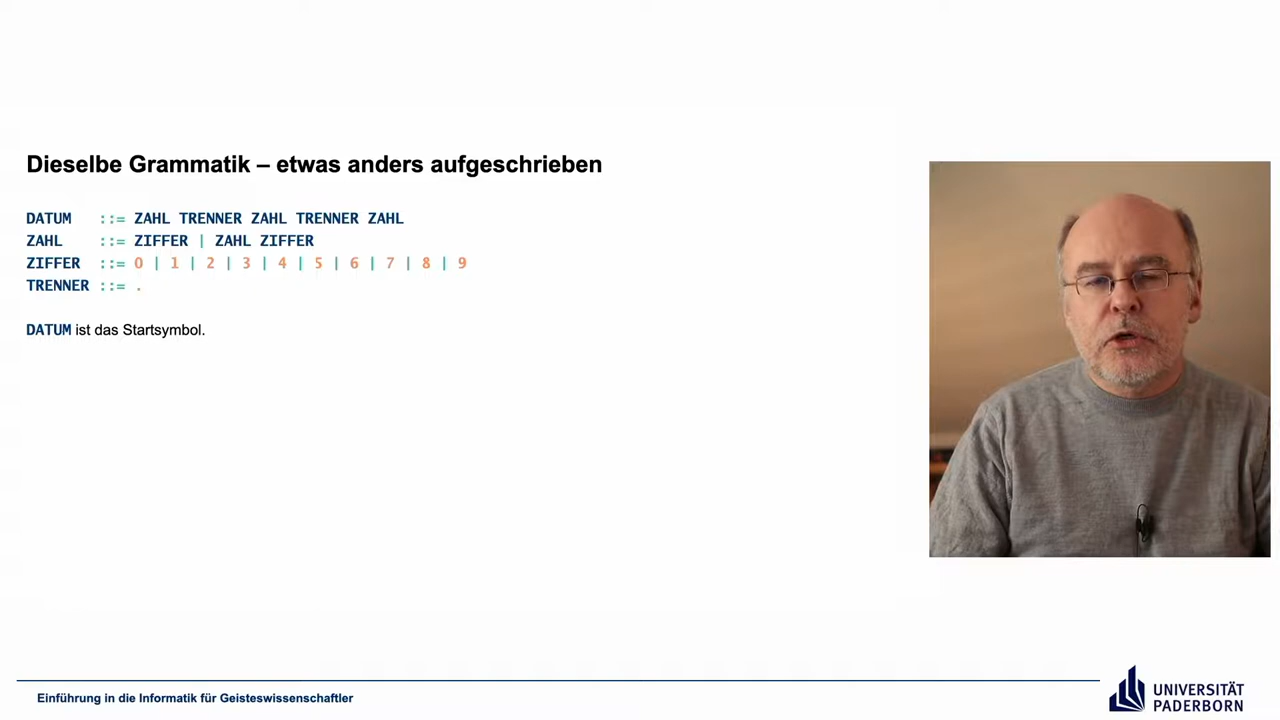 Dieselbe Grammatik – etwas anders aufgeschrieben
DATUM ::= ZAHL TRENNER ZAHL TRENNER ZAHL
ZAHL ::= ZIFFER | ZAHL ZIFFER
ZIFFER ::= 0 | 1 | 2 | 3 | 4 | 5 | 6 | 7 | 8 | 9
TRENNER ::= .
DATUM ist das Startsymbol.
Einführung in die Informatik für Geisteswissenschaftler
UNIVERSITÄT
PADERBORN